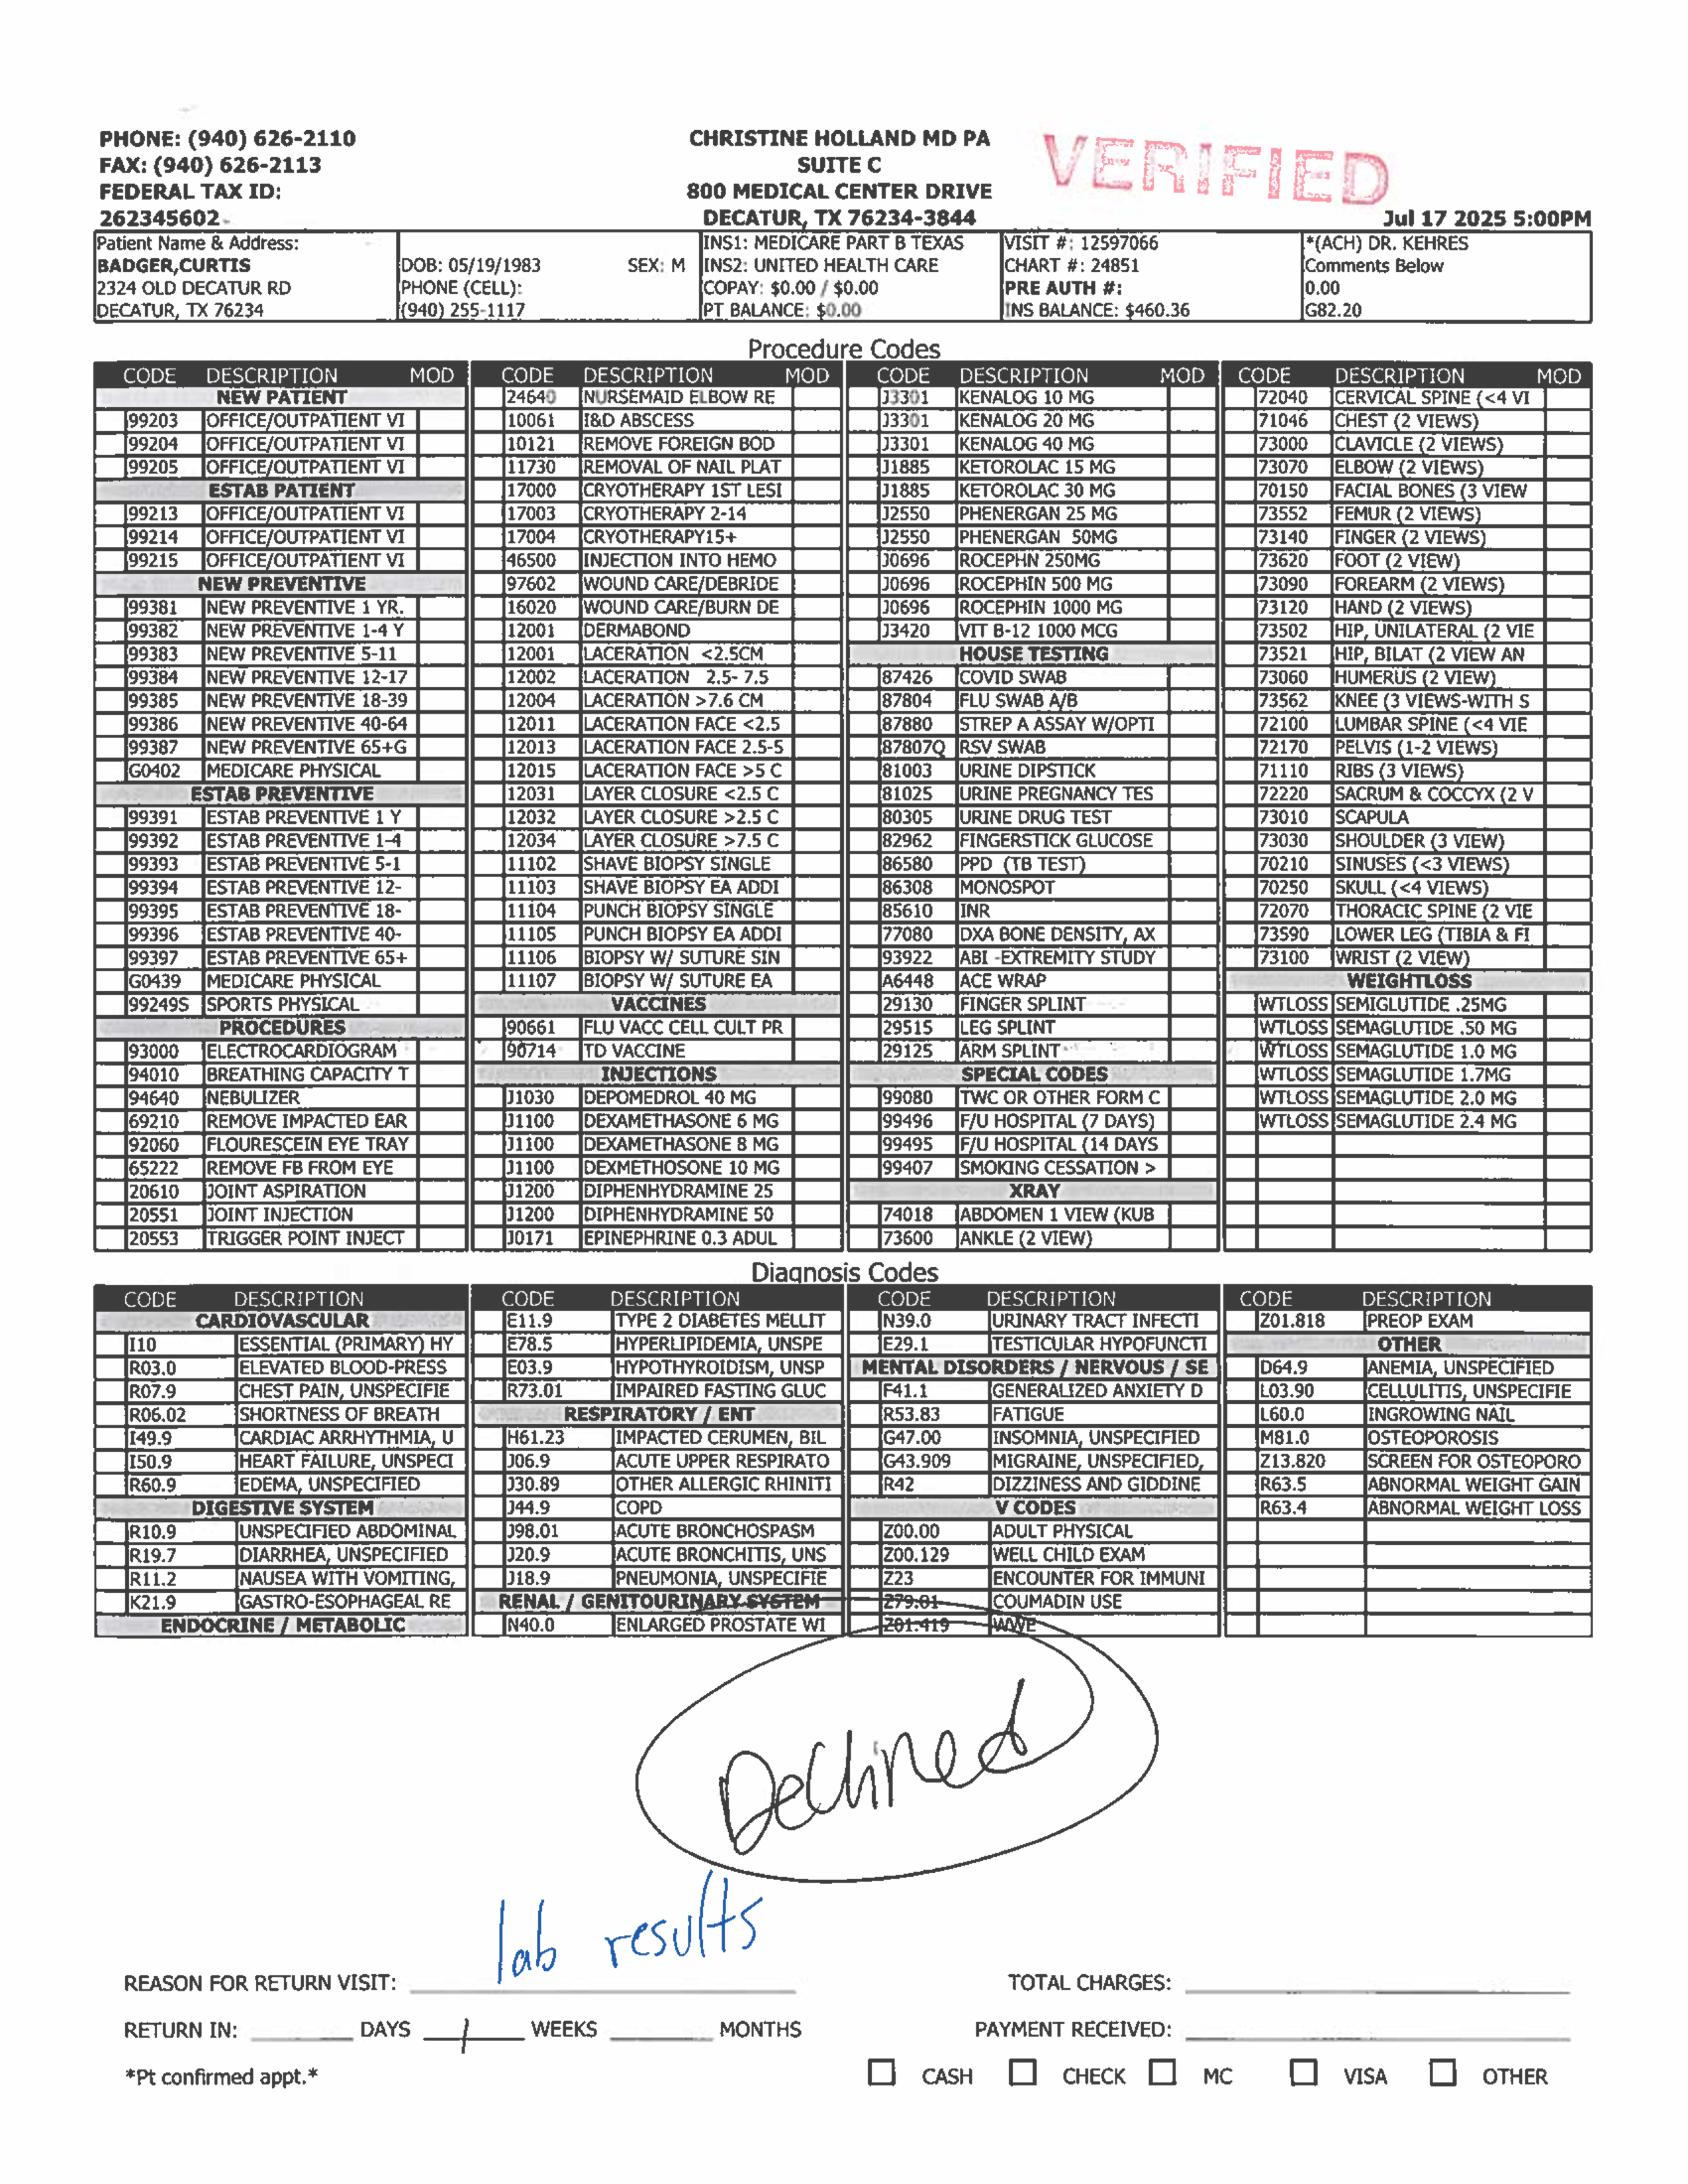 PHONE: (940) 626-2110
FAX: (940) 626-2113
FEDERAL TAX ID:
262345602
CHRISTINE HOLLAND MD PA
SUITE C
800 MEDICAL CENTER DRIVE
DECATUR, TX 76234-3844
VERIFIED
Jul 17 2025 5:00PM
Patient Name & Address:
BADGER,CURTIS
2324 OLD DECATUR RD
DECATUR, TX 76234
DOB: 05/19/1983 SEX: M
PHONE (CELL):
(940) 255-1117
INS1: MEDICARE PART B TEXAS
INS2: UNITED HEALTH CARE
COPAY: $0.00 / $0.00
PT BALANCE: $0.00
VISIT #: 12597066
CHART #: 24851
PRE AUTH #:
INS BALANCE: $460.36
*(ACH) DR. KEHRES
Comments Below
0.00
G82.20
Procedure Codes
CODE DESCRIPTION MOD
NEW PATIENT
99203 OFFICE/OUTPATIENT VI
99204 OFFICE/OUTPATIENT VI
99205 OFFICE/OUTPATIENT VI
ESTAB PATIENT
99213 OFFICE/OUTPATIENT VI
99214 OFFICE/OUTPATIENT VI
99215 OFFICE/OUTPATIENT VI
NEW PREVENTIVE
99381 NEW PREVENTIVE 1 YR.
99382 NEW PREVENTIVE 1-4 Y
99383 NEW PREVENTIVE 5-11
99384 NEW PREVENTIVE 12-17
99385 NEW PREVENTIVE 18-39
99386 NEW PREVENTIVE 40-64
99387 NEW PREVENTIVE 65+G
G0402 MEDICARE PHYSICAL
ESTAB PREVENTIVE
99391 ESTAB PREVENTIVE 1 Y
99392 ESTAB PREVENTIVE 1-4
99393 ESTAB PREVENTIVE 5-1
99394 ESTAB PREVENTIVE 12-
99395 ESTAB PREVENTIVE 18-
99396 ESTAB PREVENTIVE 40-
99397 ESTAB PREVENTIVE 65+
G0439 MEDICARE PHYSICAL
99249S SPORTS PHYSICAL
PROCEDURES
93000 ELECTROCARDIOGRAM
94010 BREATHING CAPACITY T
94640 NEBULIZER
69210 REMOVE IMPACTED EAR
92060 FLOURESCEIN EYE TRAY
65222 REMOVE FB FROM EYE
20610 JOINT ASPIRATION
20551 JOINT INJECTION
20553 TRIGGER POINT INJECT
CODE DESCRIPTION MOD
24640 NURSEMAID ELBOW RE
10061 I&D ABSCESS
10121 REMOVE FOREIGN BOD
11730 REMOVAL OF NAIL PLAT
17000 CRYOTHERAPY 1ST LESI
17003 CRYOTHERAPY 2-14
17004 CRYOTHERAPY15+
46500 INJECTION INTO HEMO
97602 WOUND CARE/DEBRIDE
16020 WOUND CARE/BURN DE
12001 DERMABOND
12001 LACERATION <2.5CM
12002 LACERATION 2.5- 7.5
12004 LACERATION >7.6 CM
12011 LACERATION FACE <2.5
12013 LACERATION FACE 2.5-5
12015 LACERATION FACE >5 C
12031 LAYER CLOSURE <2.5 C
12032 LAYER CLOSURE >2.5 C
12034 LAYER CLOSURE >7.5 C
11102 SHAVE BIOPSY SINGLE
11103 SHAVE BIOPSY EA ADDI
11104 PUNCH BIOPSY SINGLE
11105 PUNCH BIOPSY EA ADDI
11106 BIOPSY W/ SUTURE SIN
11107 BIOPSY W/ SUTURE EA
VACCINES
90661 FLU VACC CELL CULT PR
90714 TD VACCINE
INJECTIONS
J1030 DEPOMEDROL 40 MG
J1100 DEXAMETHASONE 6 MG
J1100 DEXAMETHASONE 8 MG
J1100 DEXMETHOSONE 10 MG
J1200 DIPHENHYDRAMINE 25
J1200 DIPHENHYDRAMINE 50
J0171 EPINEPHRINE 0.3 ADUL
CODE DESCRIPTION MOD
J3301 KENALOG 10 MG
J3301 KENALOG 20 MG
J3301 KENALOG 40 MG
J1885 KETOROLAC 15 MG
J1885 KETOROLAC 30 MG
J2550 PHENERGAN 25 MG
J2550 PHENERGAN 50MG
J0696 ROCEPHN 250MG
J0696 ROCEPHIN 500 MG
J0696 ROCEPHIN 1000 MG
J3420 VIT B-12 1000 MCG
HOUSE TESTING
87426 COVID SWAB
87804 FLU SWAB A/B
87880 STREP A ASSAY W/OPTI
87807Q RSV SWAB
81003 URINE DIPSTICK
81025 URINE PREGNANCY TES
80305 URINE DRUG TEST
82962 FINGERSTICK GLUCOSE
86580 PPD (TB TEST)
86308 MONOSPOT
85610 INR
77080 DXA BONE DENSITY, AX
93922 ABI -EXTREMITY STUDY
A6448 ACE WRAP
29130 FINGER SPLINT
29515 LEG SPLINT
29125 ARM SPLINT
SPECIAL CODES
99080 TWC OR OTHER FORM C
99496 F/U HOSPITAL (7 DAYS)
99495 F/U HOSPITAL (14 DAYS
99407 SMOKING CESSATION >
XRAY
74018 ABDOMEN 1 VIEW (KUB
73600 ANKLE (2 VIEW)
CODE DESCRIPTION MOD
72040 CERVICAL SPINE (<4 VI
71046 CHEST (2 VIEWS)
73000 CLAVICLE (2 VIEWS)
73070 ELBOW (2 VIEWS)
70150 FACIAL BONES (3 VIEW
73552 FEMUR (2 VIEWS)
73140 FINGER (2 VIEWS)
73620 FOOT (2 VIEW)
73090 FOREARM (2 VIEWS)
73120 HAND (2 VIEWS)
73502 HIP, UNILATERAL (2 VIE
73521 HIP, BILAT (2 VIEW AN
73060 HUMERUS (2 VIEW)
73562 KNEE (3 VIEWS-WITH S
72100 LUMBAR SPINE (<4 VIE
72170 PELVIS (1-2 VIEWS)
71110 RIBS (3 VIEWS)
72220 SACRUM & COCCYX (2 V
73010 SCAPULA
73030 SHOULDER (3 VIEW)
70210 SINUSES (<3 VIEWS)
70250 SKULL (<4 VIEWS)
72070 THORACIC SPINE (2 VIE
73590 LOWER LEG (TIBIA & FI
73100 WRIST (2 VIEW)
WEIGHTLOSS
WTLOSS SEMIGLUTIDE .25MG
WTLOSS SEMAGLUTIDE .50 MG
WTLOSS SEMAGLUTIDE 1.0 MG
WTLOSS SEMAGLUTIDE 1.7MG
WTLOSS SEMAGLUTIDE 2.0 MG
WTLOSS SEMAGLUTIDE 2.4 MG
Diagnosis Codes
CODE DESCRIPTION
CARDIOVASCULAR
I10 ESSENTIAL (PRIMARY) HY
R03.0 ELEVATED BLOOD-PRESS
R07.9 CHEST PAIN, UNSPECIFIE
R06.02 SHORTNESS OF BREATH
I49.9 CARDIAC ARRHYTHMIA, U
I50.9 HEART FAILURE, UNSPECI
R60.9 EDEMA, UNSPECIFIED
DIGESTIVE SYSTEM
R10.9 UNSPECIFIED ABDOMINAL
R19.7 DIARRHEA, UNSPECIFIED
R11.2 NAUSEA WITH VOMITING,
K21.9 GASTRO-ESOPHAGEAL RE
ENDOCRINE / METABOLIC
CODE DESCRIPTION
E11.9 TYPE 2 DIABETES MELLIT
E78.5 HYPERLIPIDEMIA, UNSPE
E03.9 HYPOTHYROIDISM, UNSP
R73.01 IMPAIRED FASTING GLUC
RESPIRATORY / ENT
H61.23 IMPACTED CERUMEN, BIL
J06.9 ACUTE UPPER RESPIRATO
J30.89 OTHER ALLERGIC RHINITI
J44.9 COPD
J98.01 ACUTE BRONCHOSPASM
J20.9 ACUTE BRONCHITIS, UNS
J18.9 PNEUMONIA, UNSPECIFIE
RENAL / GENITOURINARY SYSTEM
N40.0 ENLARGED PROSTATE WI
CODE DESCRIPTION
N39.0 URINARY TRACT INFECTI
E29.1 TESTICULAR HYPOFUNCTI
MENTAL DISORDERS / NERVOUS / SE
F41.1 GENERALIZED ANXIETY D
R53.83 FATIGUE
G47.00 INSOMNIA, UNSPECIFIED
G43.909 MIGRAINE, UNSPECIFIED,
R42 DIZZINESS AND GIDDINE
V CODES
Z00.00 ADULT PHYSICAL
Z00.129 WELL CHILD EXAM
Z23 ENCOUNTER FOR IMMUNI
Z79.01 COUMADIN USE
Z01.419 WWE
CODE DESCRIPTION
Z01.818 PREOP EXAM
OTHER
D64.9 ANEMIA, UNSPECIFIED
L03.90 CELLULITIS, UNSPECIFIE
L60.0 INGROWING NAIL
M81.0 OSTEOPOROSIS
Z13.820 SCREEN FOR OSTEOPORO
R63.5 ABNORMAL WEIGHT GAIN
R63.4 ABNORMAL WEIGHT LOSS
Declined
REASON FOR RETURN VISIT: lab results
TOTAL CHARGES:
RETURN IN: DAYS 1 WEEKS MONTHS
PAYMENT RECEIVED:
*Pt confirmed appt.*
CASH CHECK MC VISA OTHER